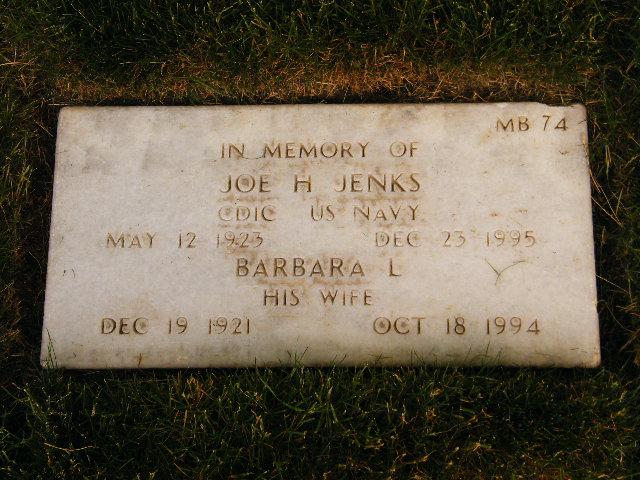 MB 74
IN MEMORY OF
JOE H JENKS
CDIC US NAVY
MAY 12 1923 DEC 23 1995
BARBARA L
HIS WIFE
DEC 19 1921 OCT 18 1994